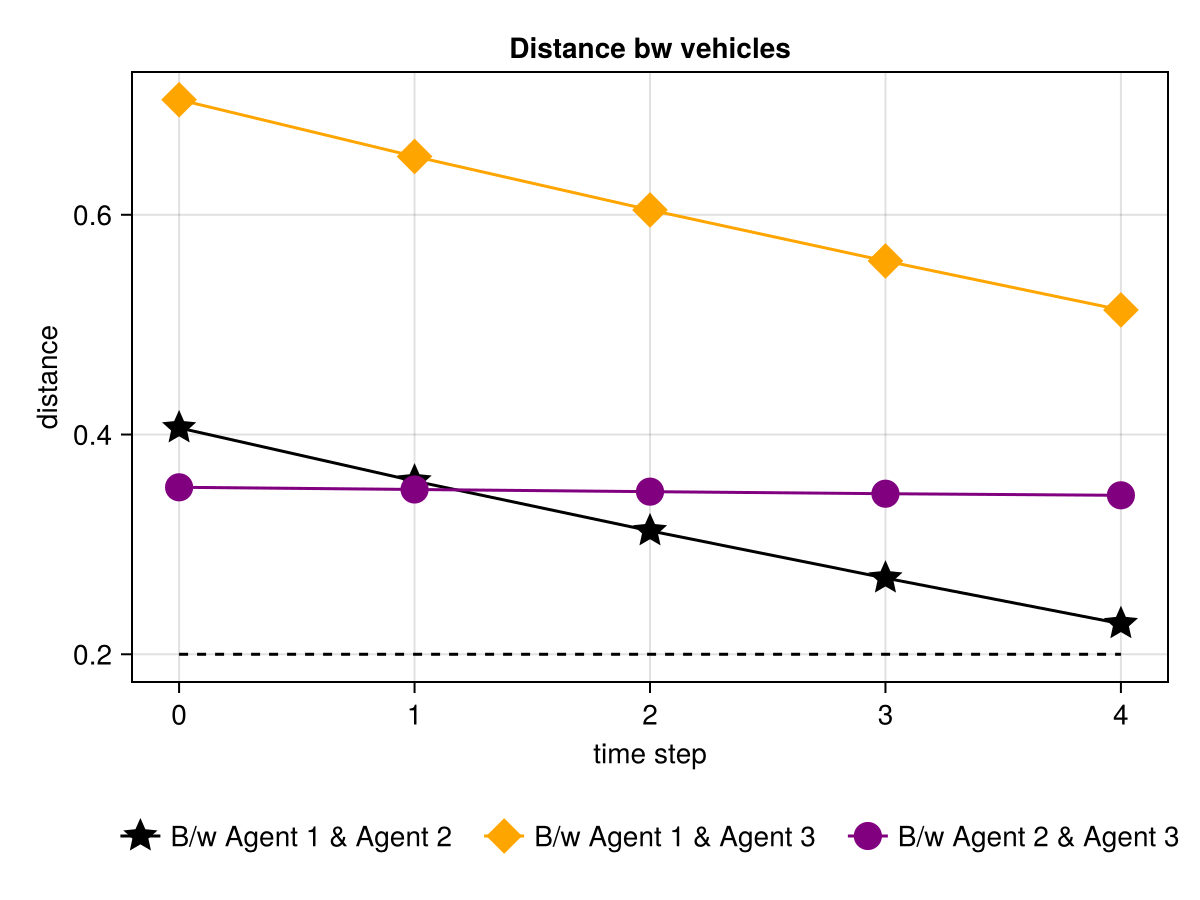 Distance bw vehicles
distance
0.6
0.4
0.2
0 1 2 3 4
time step
B/w Agent 1 & Agent 2 B/w Agent 1 & Agent 3 B/w Agent 2 & Agent 3